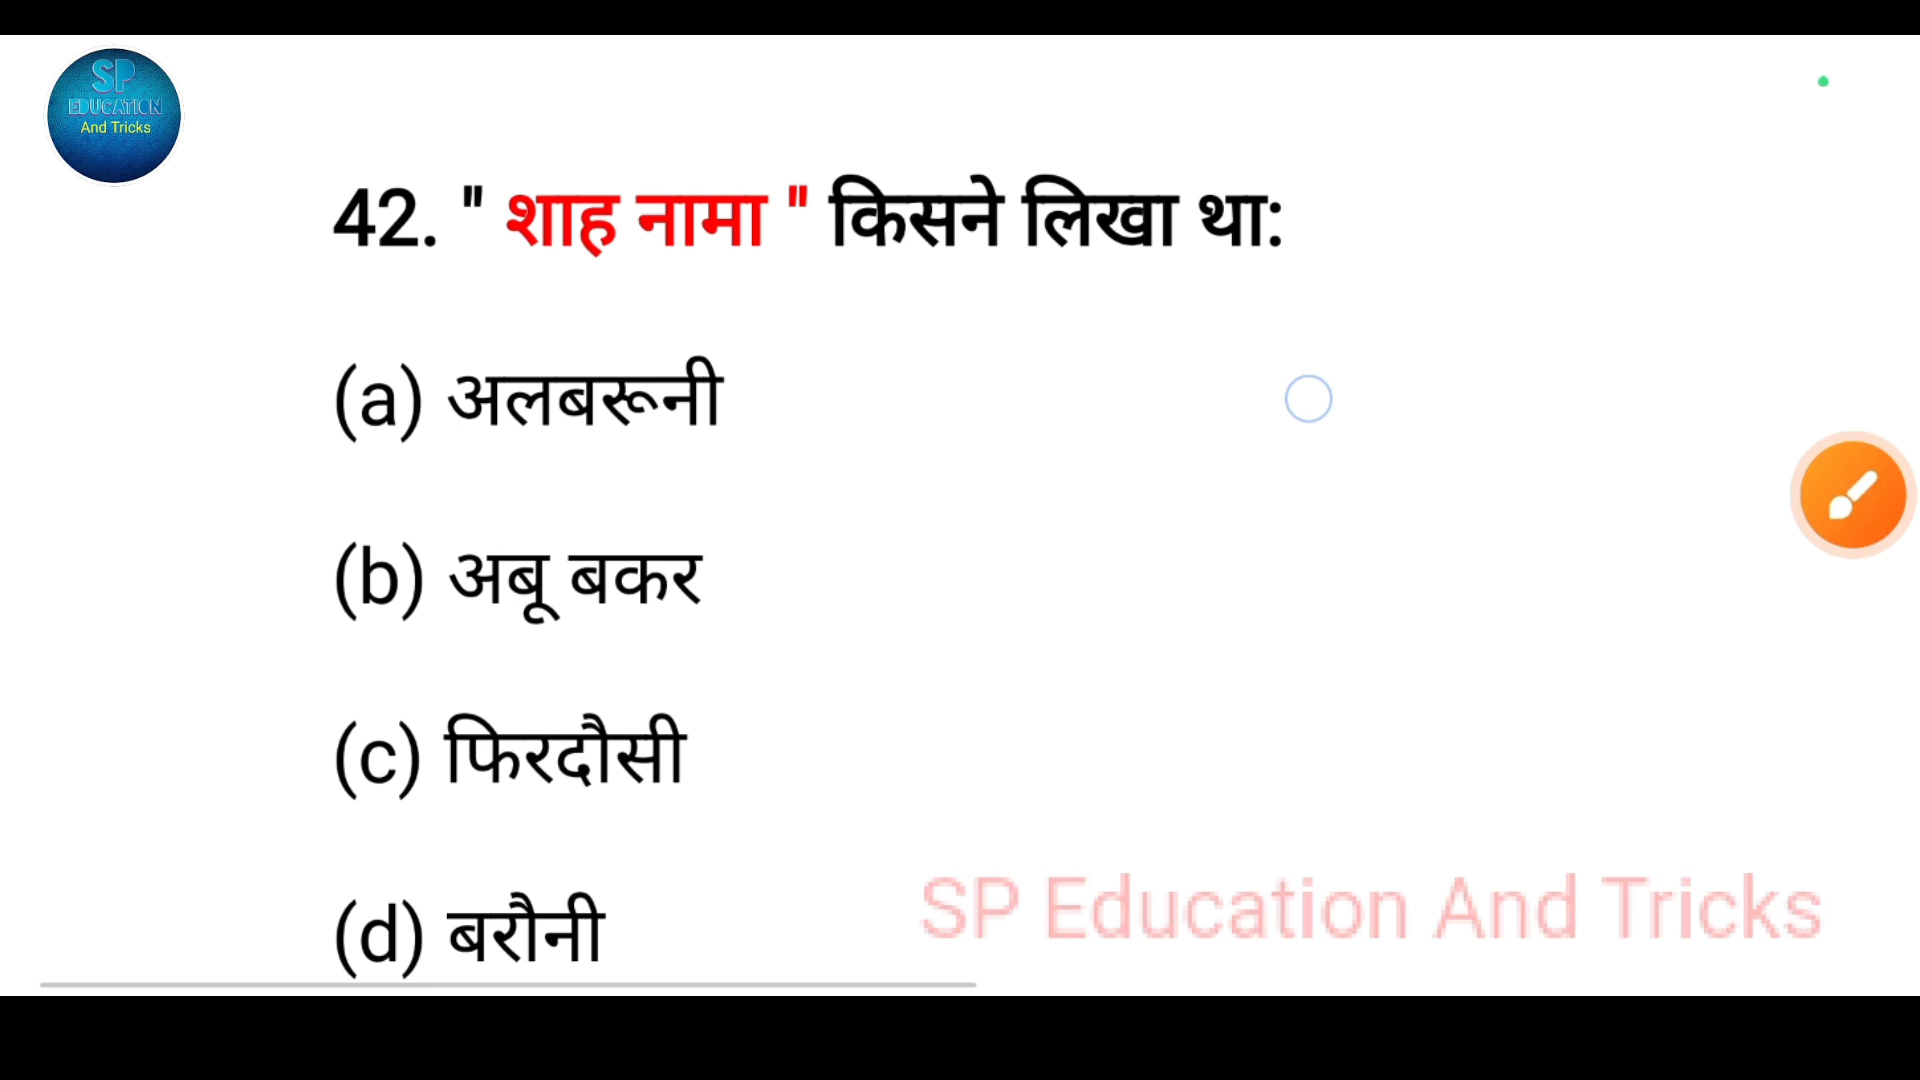 SP
EDUCATION
And Tricks
42. " शाह नामा " किसने लिखा था:
(a) अलबरूनी
(b) अबू बकर
(c) फिरदौसी
(d) बरौनी
SP Education And Tricks